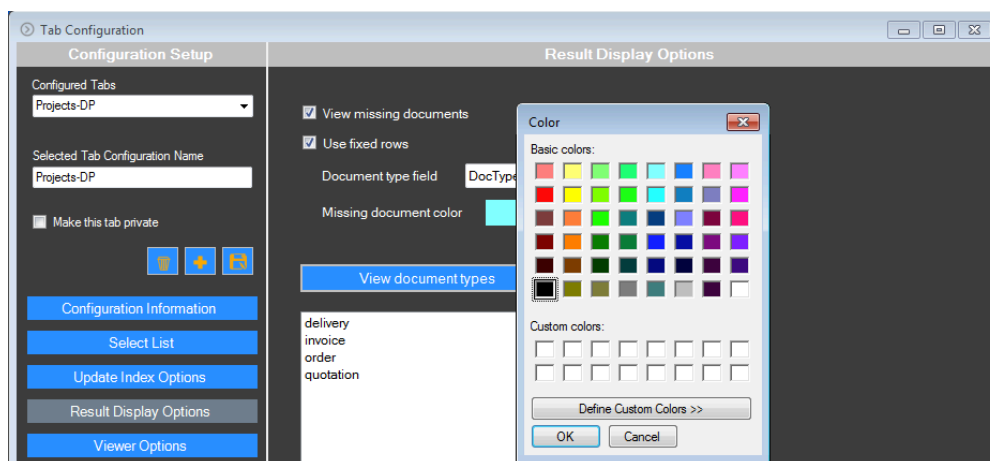 Tab Configuration
Configuration Setup
Result Display Options
Configured Tabs
Projects-DP
Selected Tab Configuration Name
Projects-DP
Make this tab private
Configuration Information
Select List
Update Index Options
Result Display Options
Viewer Options
View missing documents
Use fixed rows
Document type field
DocType
Missing document color
View document types
delivery
invoice
order
quotation
Color
Basic colors:
Custom colors:
Define Custom Colors >>
OK
Cancel